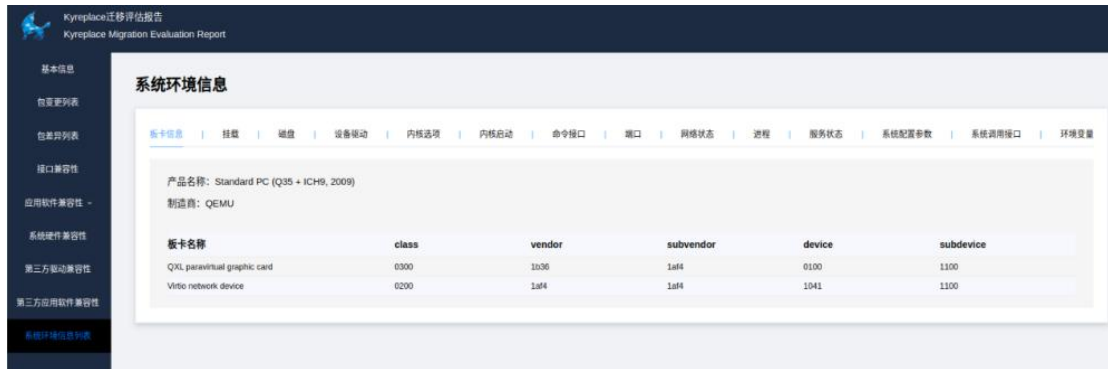 Kyreplace迁移评估报告
Kyreplace Migration Evaluation Report
基本信息
包变更列表
包差异列表
接口兼容性
应用软件兼容性
系统硬件兼容性
第三方驱动兼容性
第三方应用软件兼容性
系统环境信息列表
系统环境信息
板卡信息 | 挂载 | 磁盘 | 设备驱动 | 内核选项 | 内核启动 | 命令接口 | 端口 | 网络状态 | 进程 | 服务状态 | 系统配置参数 | 系统调用接口 | 环境变量
产品名称：Standard PC (Q35 + ICH9, 2009)
制造商：QEMU
板卡名称 class vendor subvendor device subdevice
QXL paravirtual graphic card 0300 1b36 1af4 0100 1100
Virtio network device 0200 1af4 1af4 1041 1100